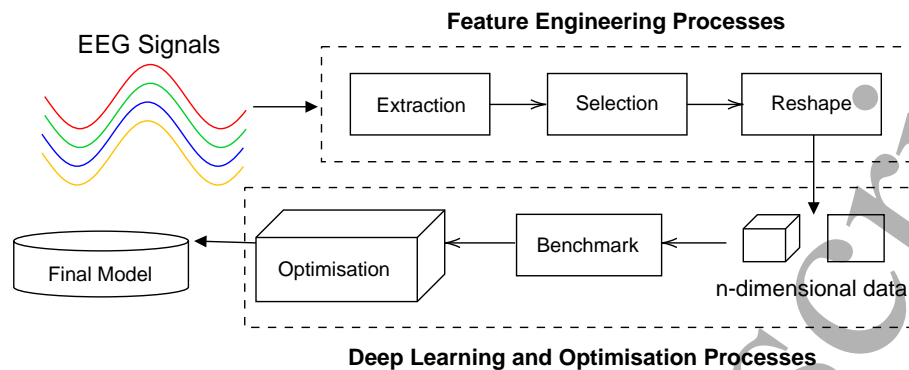 Feature Engineering Processes
EEG Signals
Extraction
Selection
Reshape
Final Model
Optimisation
Benchmark
n-dimensional data
Deep Learning and Optimisation Processes